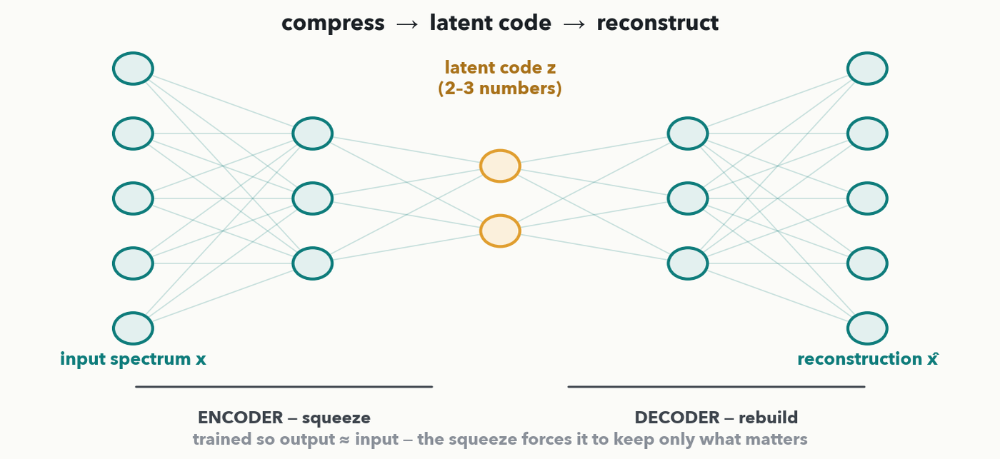 compress → latent code → reconstruct
latent code z
(2–3 numbers)
input spectrum x
reconstruction x̂
ENCODER — squeeze
DECODER — rebuild
trained so output ≈ input — the squeeze forces it to keep only what matters